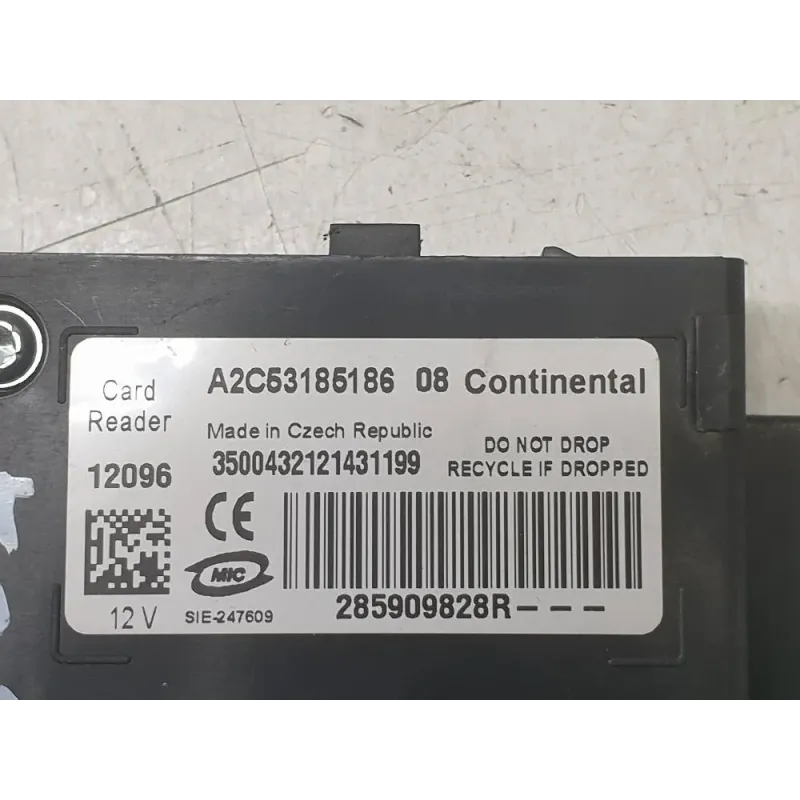 Card
Reader
12096
12 V
A2C53185186 08 Continental
Made in Czech Republic
3500432121431199
DO NOT DROP
RECYCLE IF DROPPED
CE
MIC
SIE-247609
285909828R---